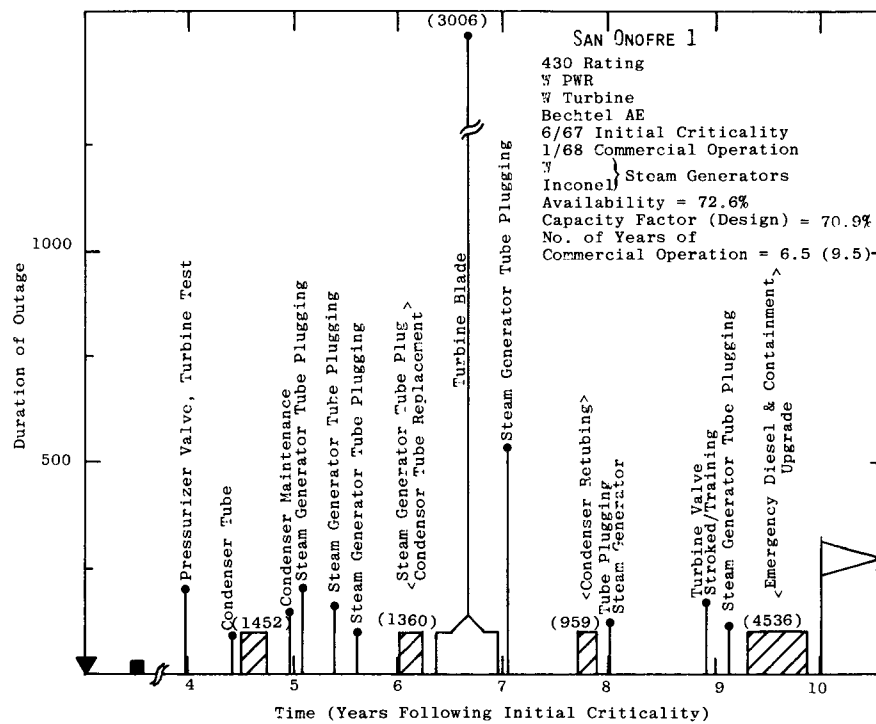 (3006)
SAN ONOFRE 1
430 Rating
W PWR
W Turbine
Bechtel AE
6/67 Initial Criticality
1/68 Commercial Operation
W
Inconel} Steam Generators
Availability = 72.6%
Capacity Factor (Design) = 70.9%
No. of Years of
Commercial Operation = 6.5 (9.5)
Duration of Outage
1000
500
Pressurizer Valve, Turbine Test
Condenser Tube
(1452)
Condenser Maintenance
Steam Generator Tube Plugging
Steam Generator Tube Plugging
Steam Generator Tube Plugging
<Steam Generator Tube Plug >
Condensor Tube Replacement
(1360)
Turbine Blade
Steam Generator Tube Plugging
<Condenser Retubing>
(959)
Tube Plugging
Steam Generator
Turbine Valve
Stroked/Training
Steam Generator Tube Plugging
<Emergency Diesel & Containment>
Upgrade
(4536)
4 5 6 7 8 9 10
Time (Years Following Initial Criticality)